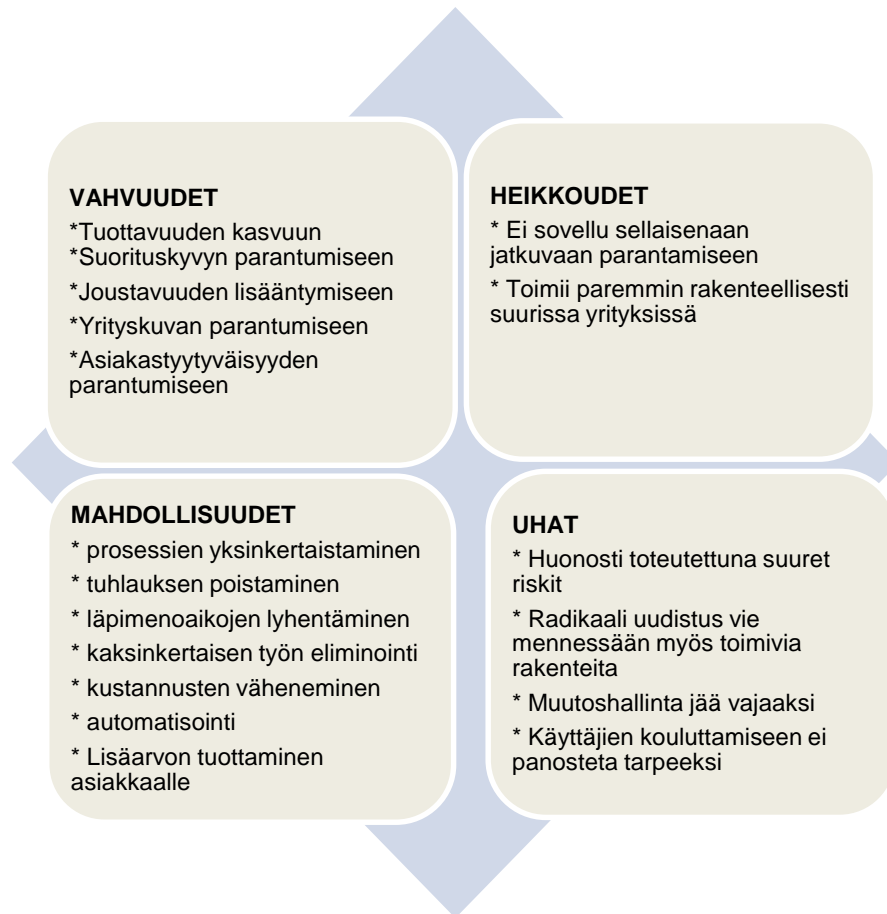 VAHVUUDET
*Tuottavuuden kasvuun
*Suorituskyvyn parantumiseen
*Joustavuuden lisääntymiseen
*Yrityskuvan parantumiseen
*Asiakastyytyväisyyden
parantumiseen
HEIKKOUDET
* Ei sovellu sellaisenaan
jatkuvaan parantamiseen
* Toimii paremmin rakenteellisesti
suurissa yrityksissä
MAHDOLLISUUDET
* prosessien yksinkertaistaminen
* tuhlauksen poistaminen
* läpimenoaikojen lyhentäminen
* kaksinkertaisen työn eliminointi
* kustannusten väheneminen
* automatisointi
* Lisäarvon tuottaminen
asiakkaalle
UHAT
* Huonosti toteutettuna suuret
riskit
* Radikaali uudistus vie
mennessään myös toimivia
rakenteita
* Muutoshallinta jää vajaaksi
* Käyttäjien kouluttamiseen ei
panosteta tarpeeksi